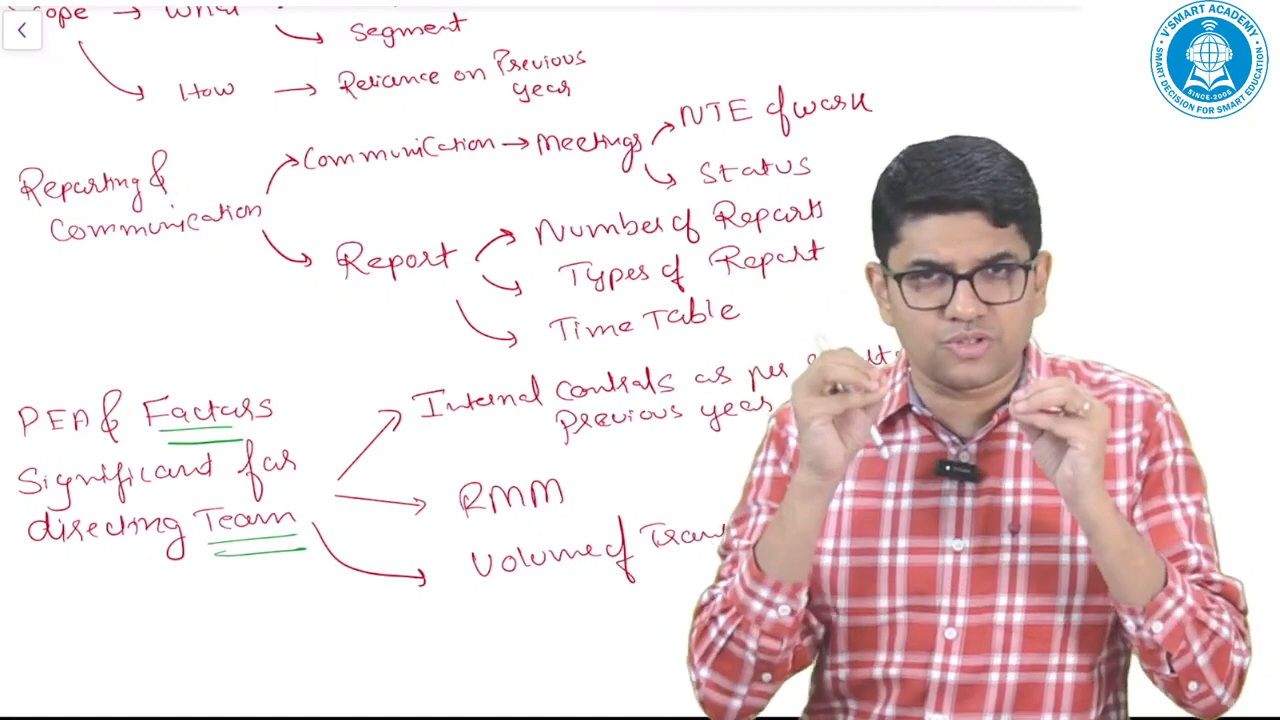 →
Segment
How → Reliance on Previous
year
Reporting &
Communication
Communication → Meetings
NTE of work
Status
Report
Number of Reports
Types of Report
Time Table
PEA & Factors
Significant for
directing Team
Internal controls as per
Previous year
RMM
Volume of
V'SMART ACADEMY
SMART DECISION FOR SMART EDUCATION
SINCE-2005